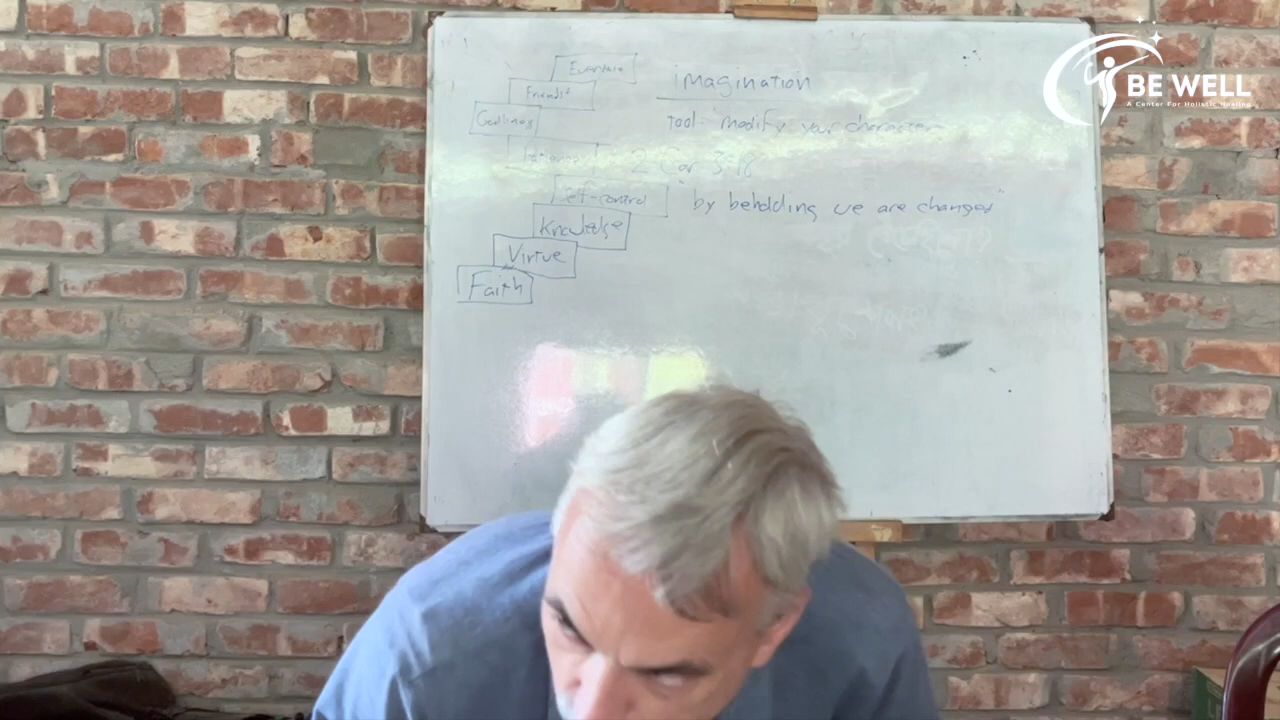 imagination
Friends
Godliness
tool: modify your character
Patience
2 Cor 3:18
Self-control
"by beholding we are changed"
Knowledge
Virtue
Faith
BE WELL
A Center For Holistic Healing